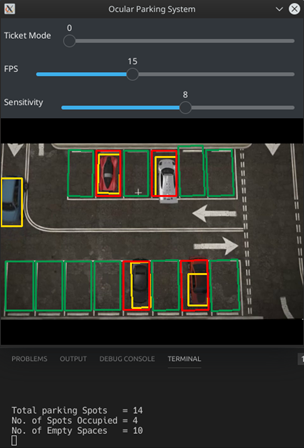 Ocular Parking System
Ticket Mode
0
FPS
15
Sensitivity
8
PROBLEMS OUTPUT DEBUG CONSOLE TERMINAL
1
Total parking Spots = 14
No. of Spots Occupied = 4
No. of Empty Spaces = 10